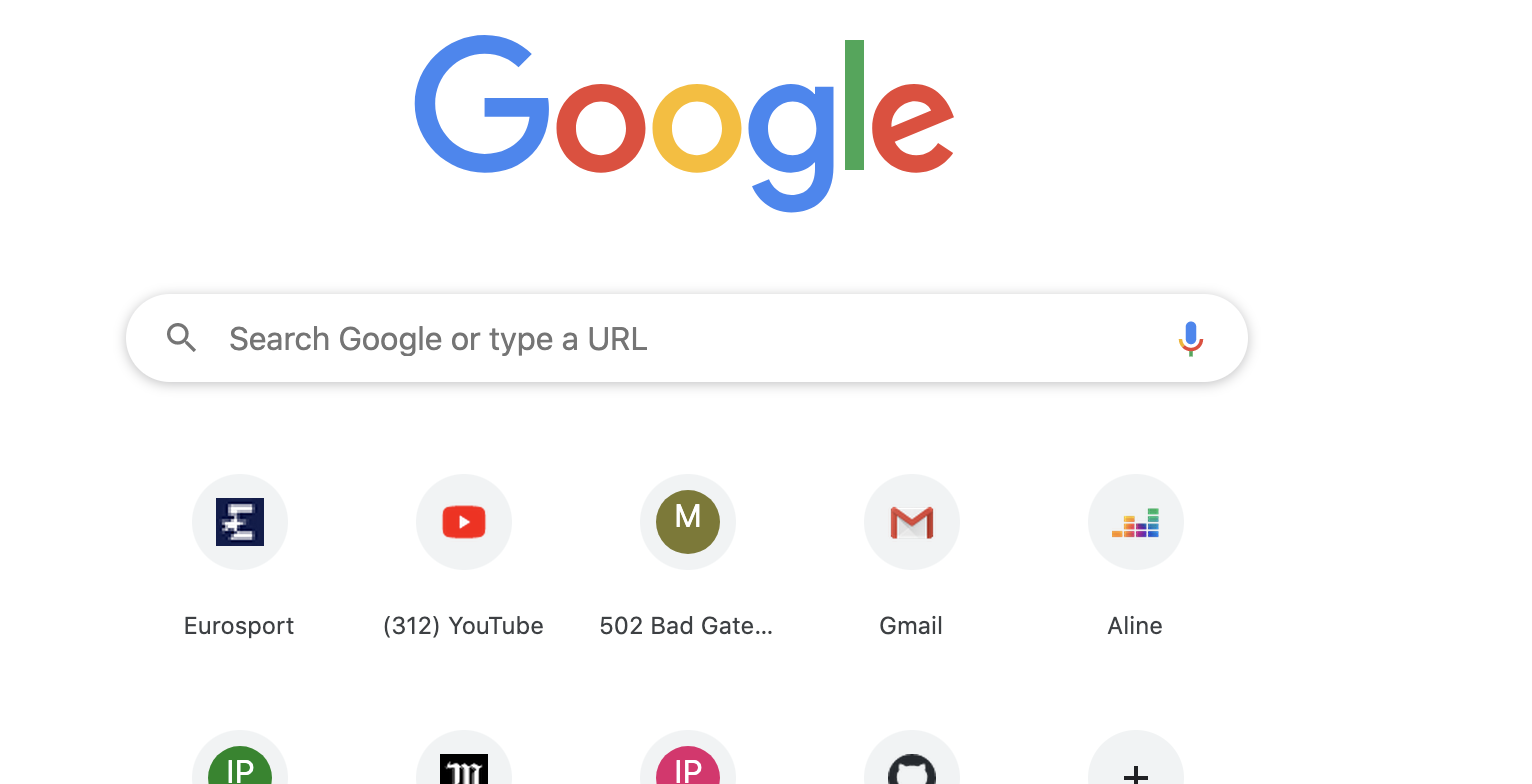 Google
Search Google or type a URL
M
Eurosport
(312) YouTube
502 Bad Gate...
Gmail
Aline
IP
IP